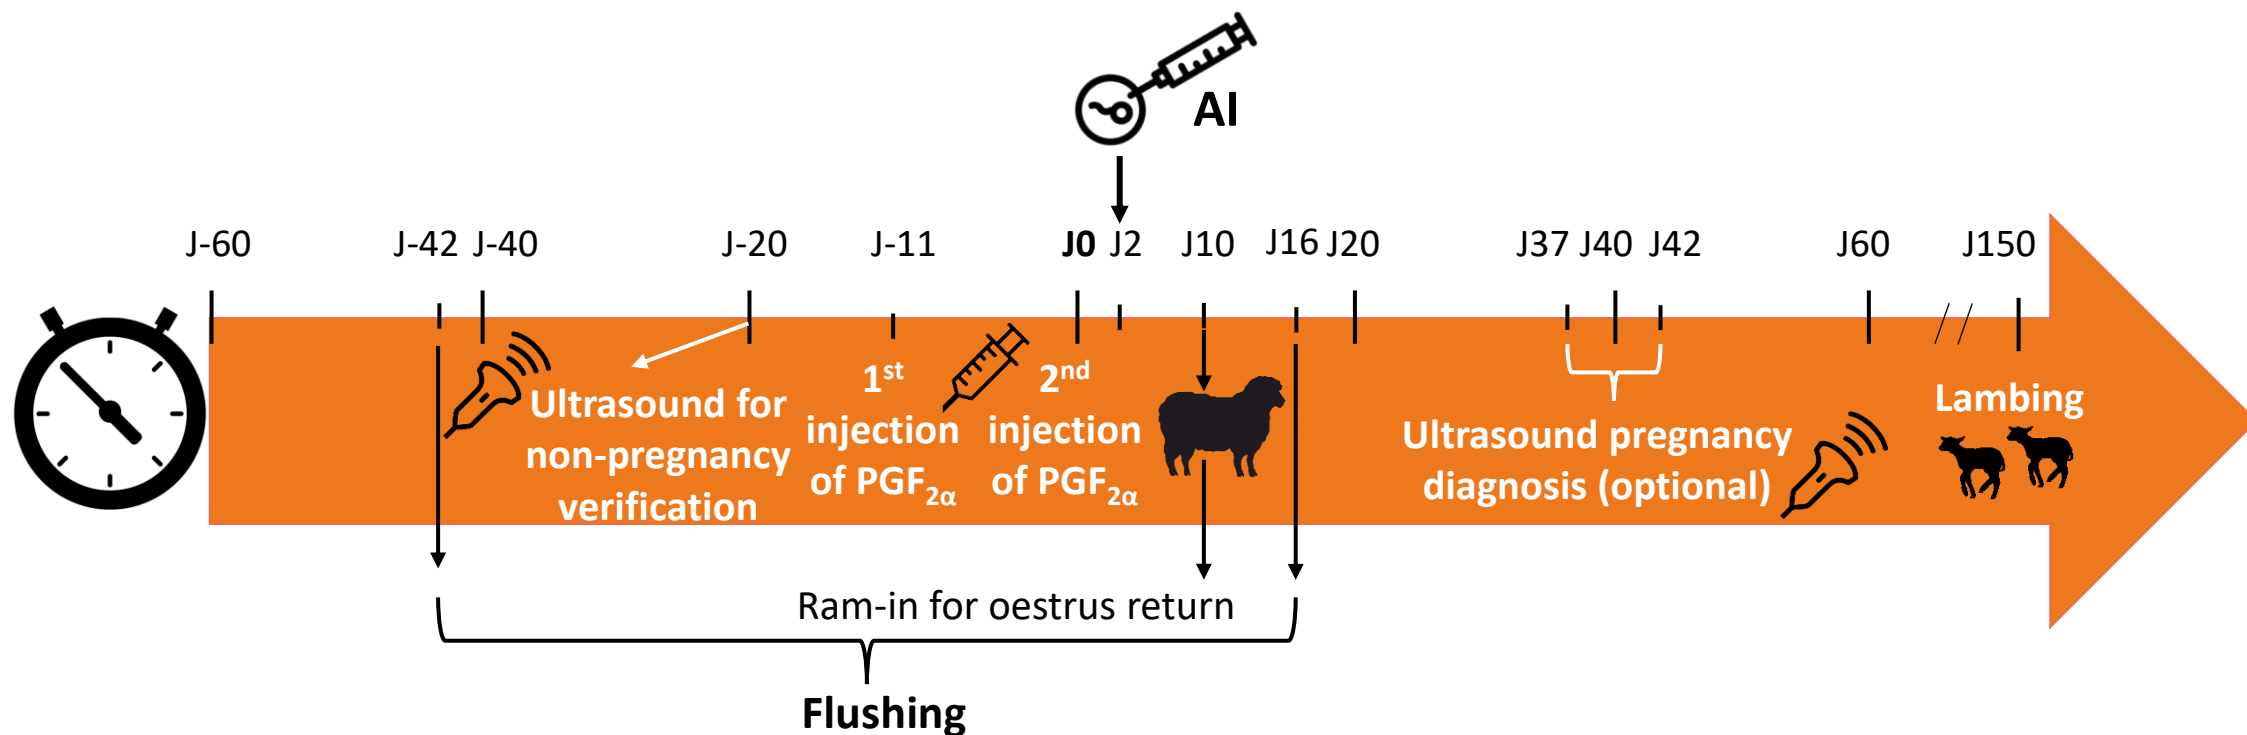 AI
J-60 J-42 J-40 J-20 J-11 J0 J2 J10 J16 J20 J37 J40 J42 J60 J150
Ultrasound for
non-pregnancy
verification
1st
injection
of PGF2α
2nd
injection
of PGF2α
Ultrasound pregnancy
diagnosis (optional)
Lambing
Ram-in for oestrus return
Flushing